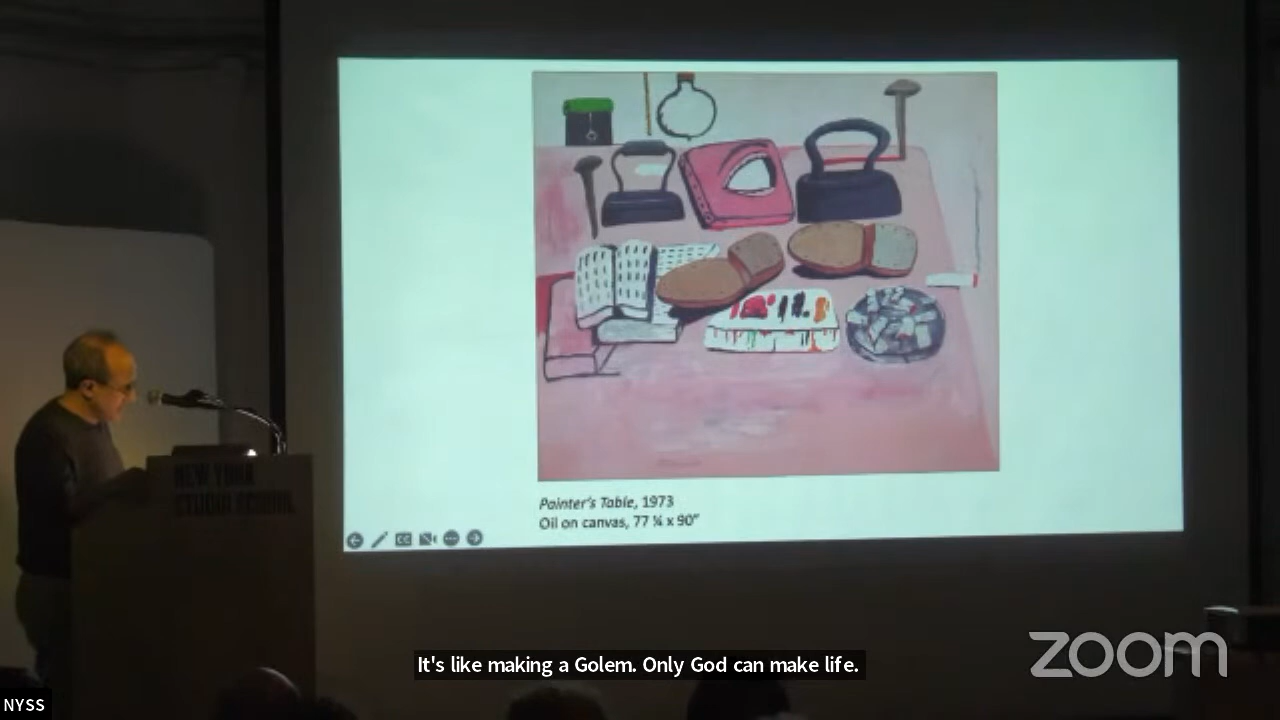 NEW YORK
STUDIO SCHOOL
Painter's Table, 1973
Oil on canvas, 77 ¼ x 90"
CC
It's like making a Golem. Only God can make life.
zoom
NYSS